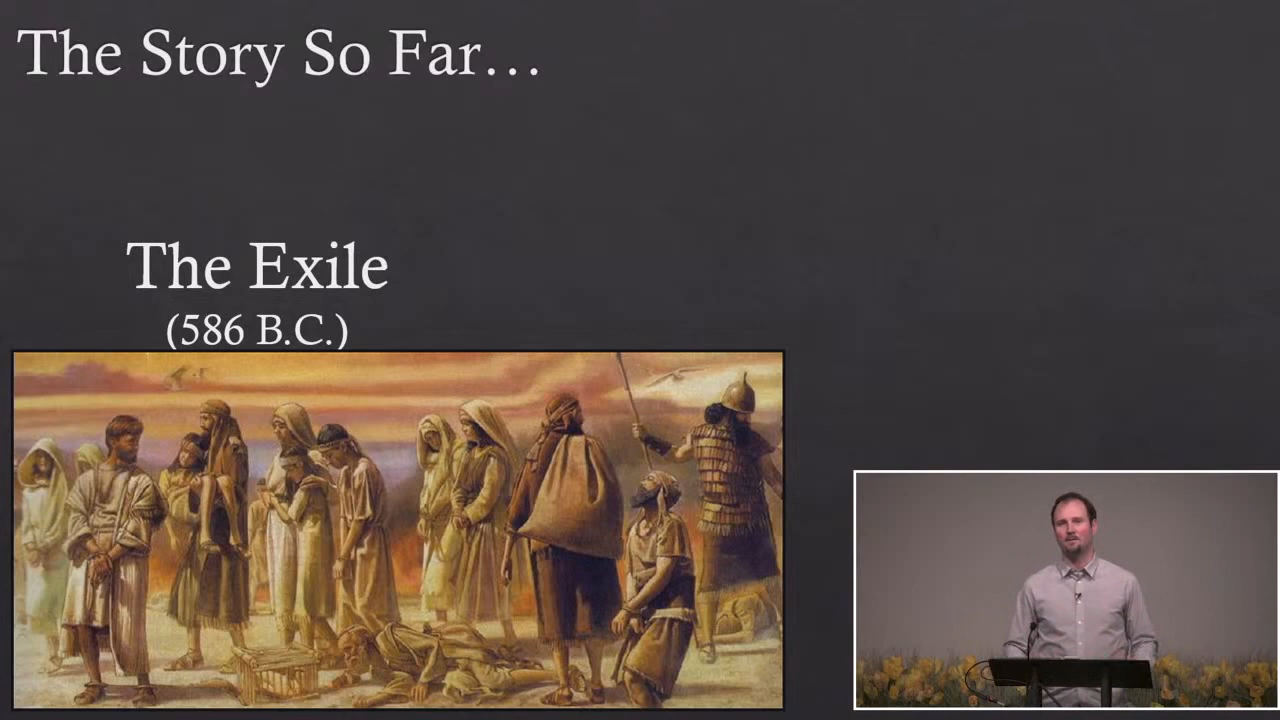 The Story So Far…
The Exile
(586 B.C.)